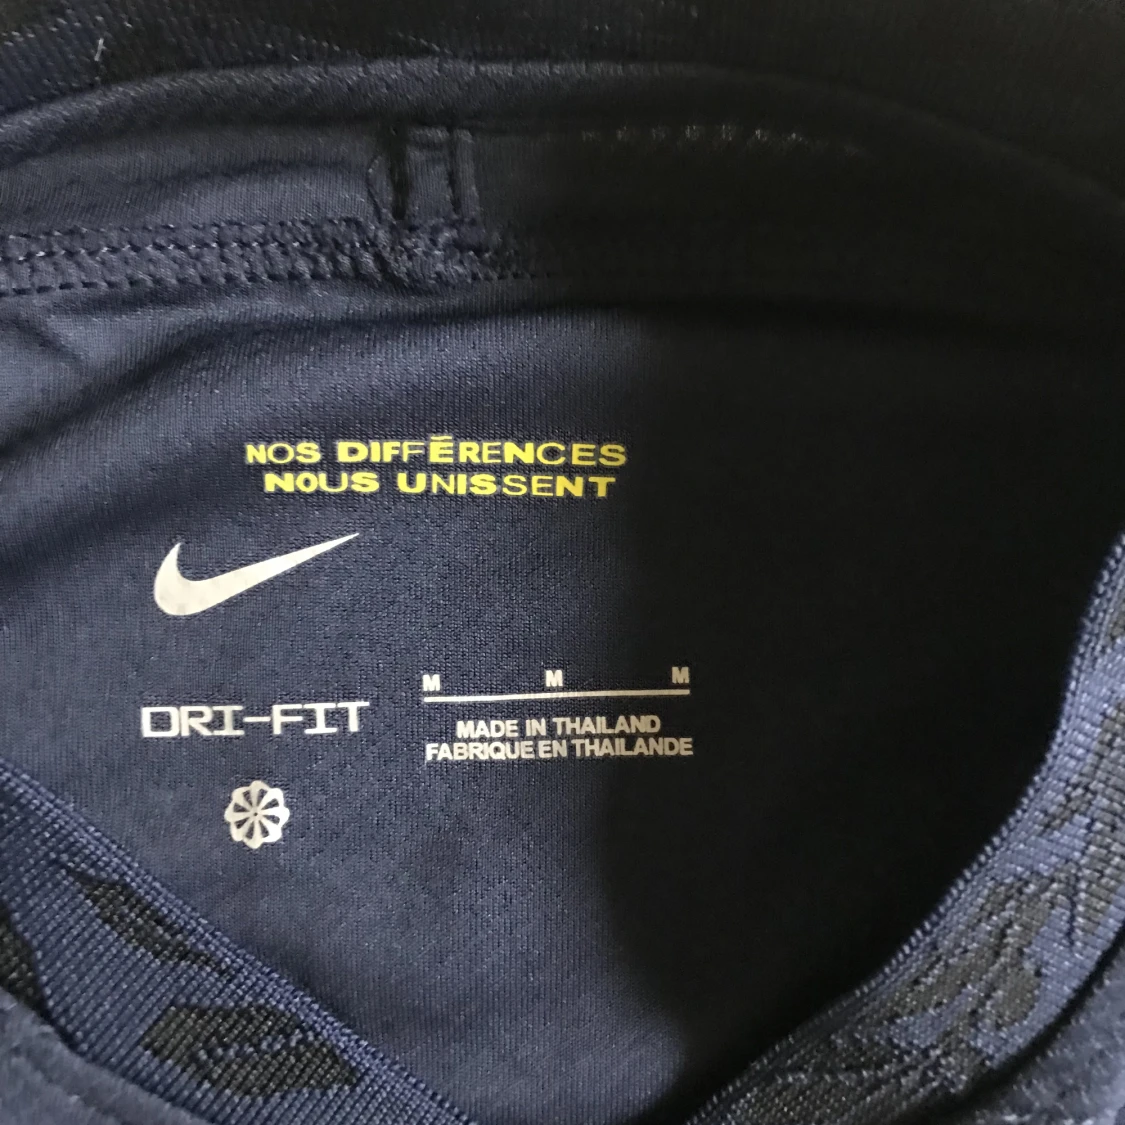 NOS DIFFÉRENCES
NOUS UNISSENT
DRI-FIT
M M M
MADE IN THAILAND
FABRIQUE EN THAILANDE